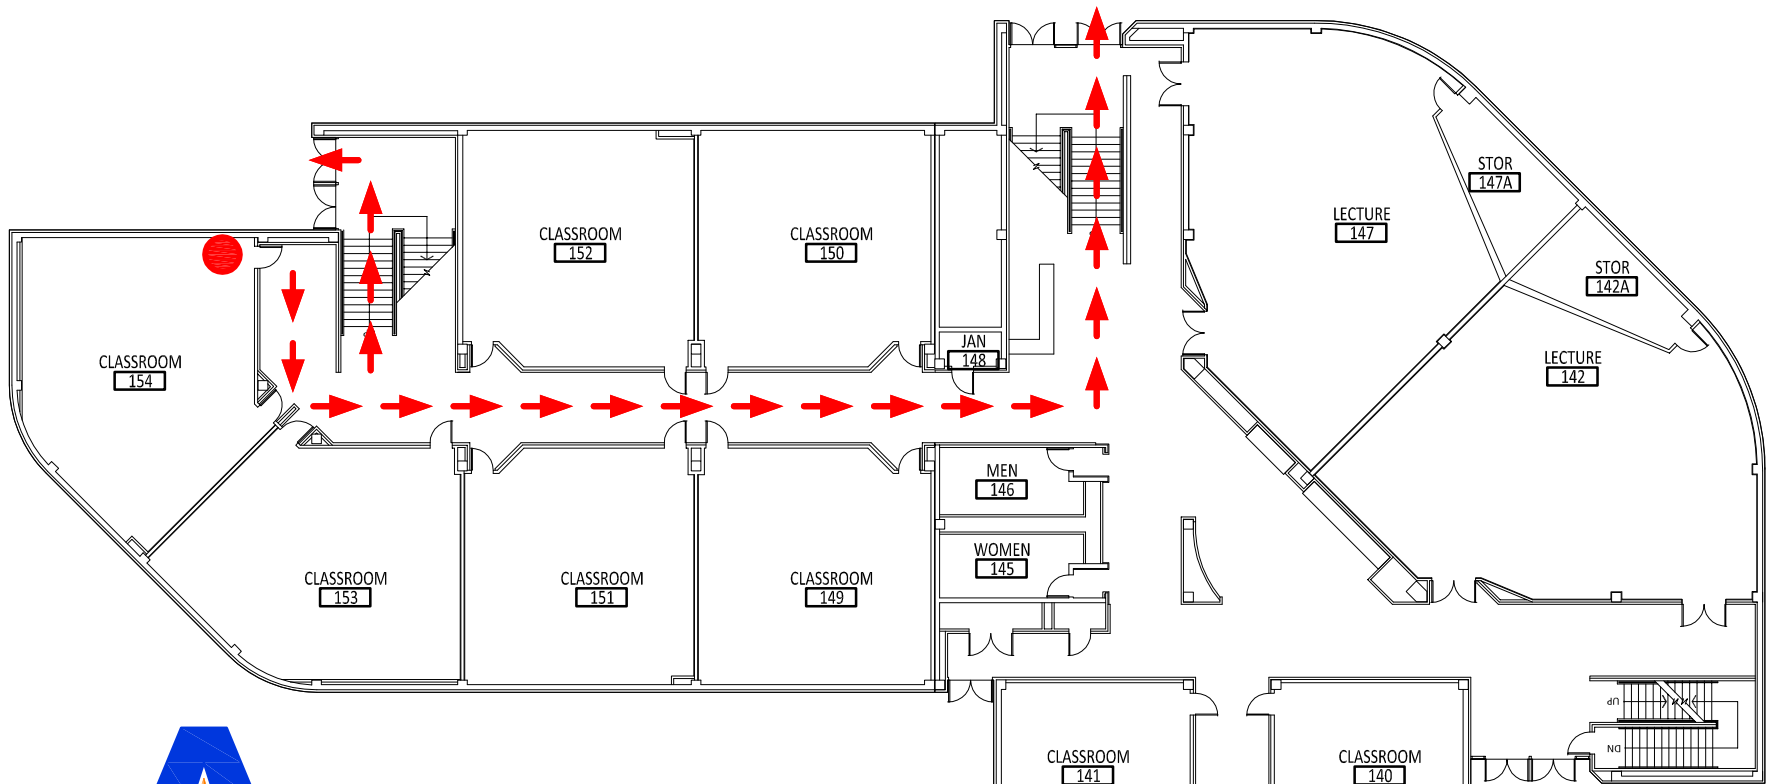 STOR
147A
LECTURE
147
CLASSROOM
152
CLASSROOM
150
STOR
142A
JAN
148
CLASSROOM
154
LECTURE
142
MEN
146
WOMEN
145
CLASSROOM
153
CLASSROOM
151
CLASSROOM
149
UP
DN
CLASSROOM
141
CLASSROOM
140